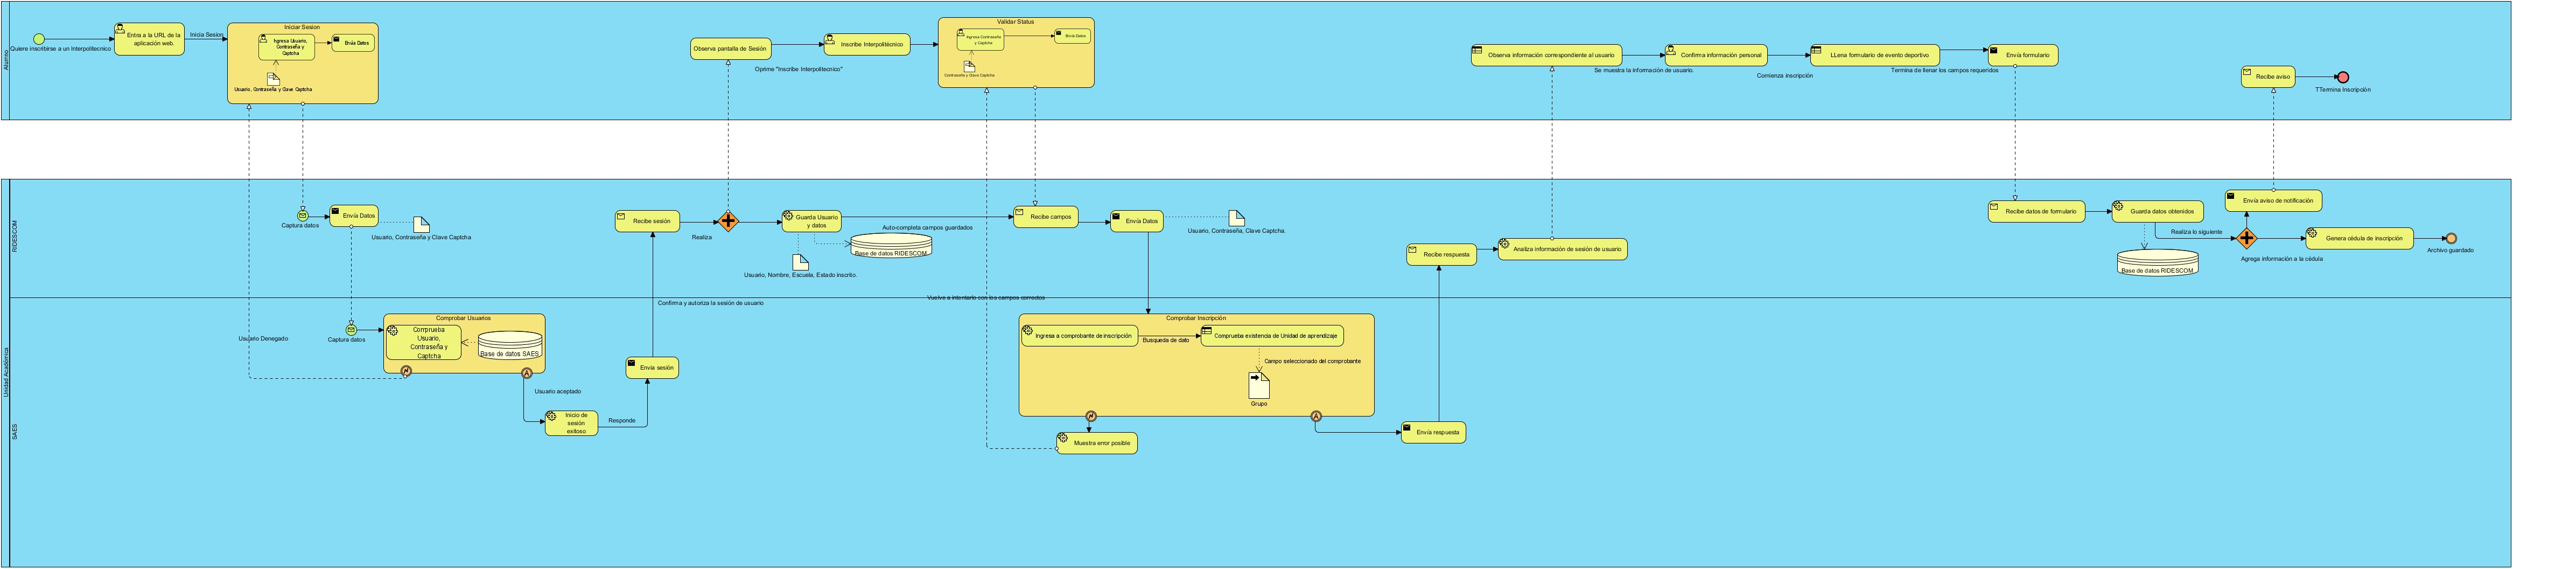 Alumno
Quiere inscribirse a un Interpolitecnico
Entra a la URL de la
aplicación web.
Inicia Sesion
Iniciar Sesion
Ingresa Usuario,
Contraseña y
Captcha
Envia Datos
Usuario, Contraseña y Clave Captcha
Observa pantalla de Sesión
Oprime "Inscribe Interpolitecnico"
Inscribe Interpolitécnico
Validar Status
Ingresa Contraseña
y Captcha
Envia Datos
Contraseña y Clave Captcha
Observa información correspondiente al usuario
Se muestra la información de usuario.
Confirma información personal
Comienza inscripción
LLena formulario de evento deportivo
Termina de llenar los campos requeridos
Envía formulario
Recibe aviso
TTermina Inscripción
Unidad Académica
RIDESCOM
Captura datos
Envía Datos
Usuario, Contraseña y Clave Captcha
Recibe sesión
Realiza
Guarda Usuario
y datos
Auto-completa campos guardados
Base de datos RIDESCOM
Usuario, Nombre, Escuela, Estado inscrito.
Recibe campos
Envía Datos
Usuario, Contraseña, Clave Captcha.
Recibe respuesta
Analiza información de sesión de usuario
Recibe datos de formulario
Guarda datos obtenidos
Base de datos RIDESCOM
Realiza lo siguiente
Envía aviso de notificación
Agrega información a la cédula
Genera cédula de inscripción
Archivo guardado
Confirma y autoriza la sesión de usuario
Vuelve a intentarlo con los campos correctos
SAES
Usuario Denegado
Captura datos
Comprobar Usuarios
Comprueba
Usuario,
Contraseña y
Captcha
Base de datos SAES
Usuario aceptado
Inicio de
sesión
exitoso
Responde
Envia sesión
Comprobar Inscripción
Ingresa a comprobante de inscripción
Busqueda de dato
Comprueba existencia de Unidad de aprendizaje
Campo seleccionado del comprobante
Grupo
Muestra error posible
Envía respuesta